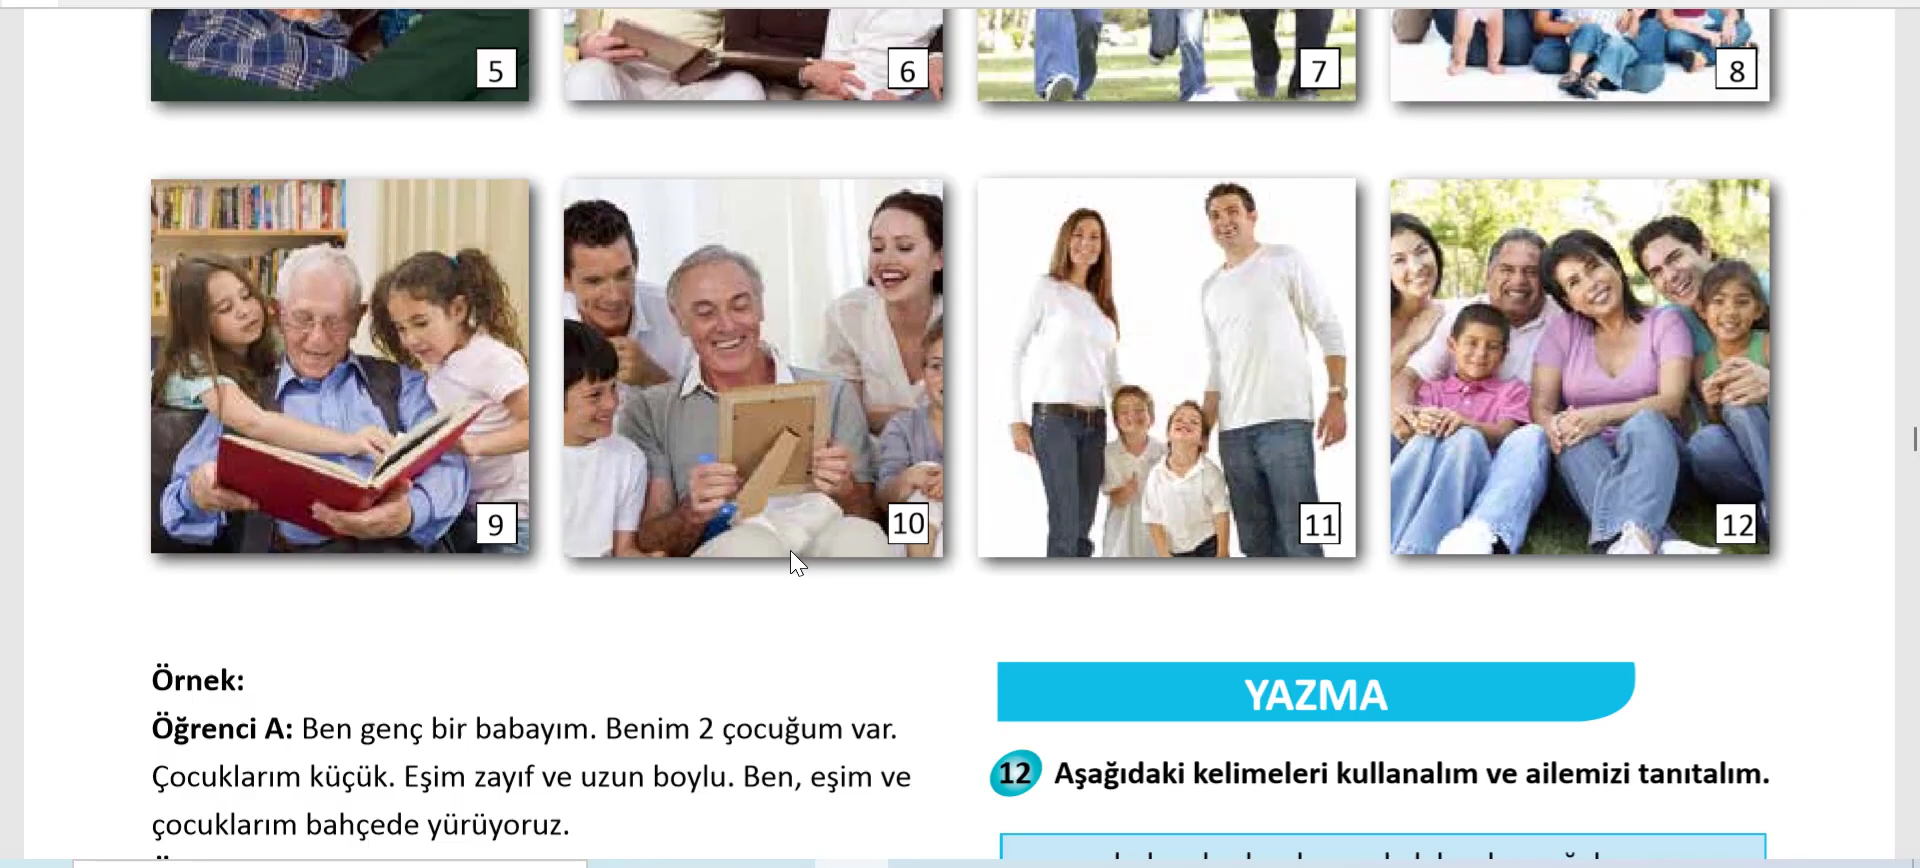 5
6
7
8
9
10
11
12
Örnek:
Öğrenci A: Ben genç bir babayım. Benim 2 çocuğum var.
Çocuklarım küçük. Eşim zayıf ve uzun boylu. Ben, eşim ve
çocuklarım bahçede yürüyoruz.
YAZMA
12 Aşağıdaki kelimeleri kullanalım ve ailemizi tanıtalım.